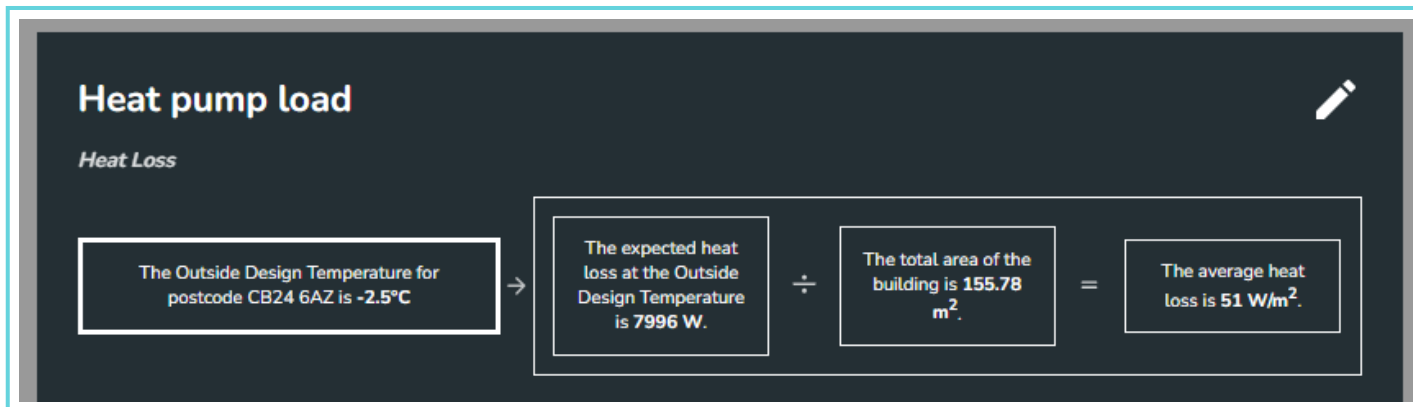 Heat pump load
Heat Loss
The Outside Design Temperature for
postcode CB24 6AZ is -2.5°C
→
The expected heat
loss at the Outside
Design Temperature
is 7996 W.
÷
The total area of the
building is 155.78
m².
=
The average heat
loss is 51 W/m².